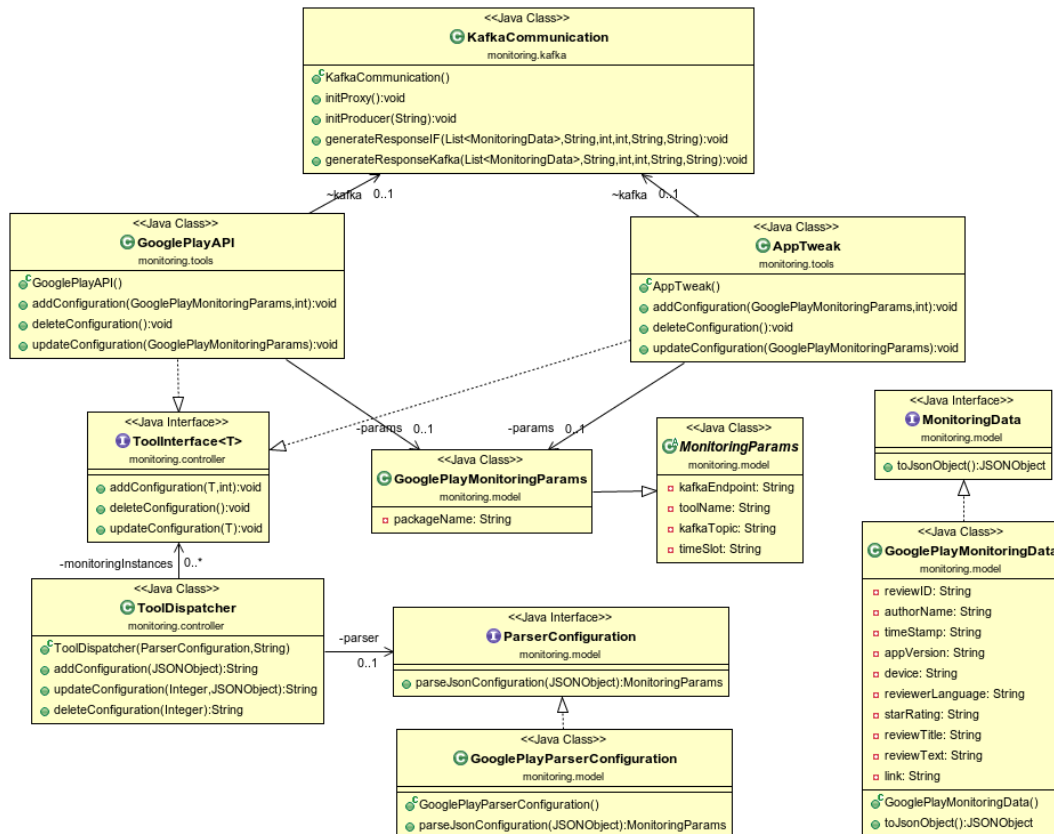 <<Java Class>>
KafkaCommunication
monitoring.kafka
KafkaCommunication()
initProxy():void
initProducer(String):void
generateResponseIF(List<MonitoringData>,String,int,int,String,String):void
generateResponseKafka(List<MonitoringData>,String,int,int,String,String):void
~kafka 0..1
~kafka 0..1
<<Java Class>>
GooglePlayAPI
monitoring.tools
GooglePlayAPI()
addConfiguration(GooglePlayMonitoringParams,int):void
deleteConfiguration():void
updateConfiguration(GooglePlayMonitoringParams):void
<<Java Class>>
AppTweak
monitoring.tools
AppTweak()
addConfiguration(GooglePlayMonitoringParams,int):void
deleteConfiguration():void
updateConfiguration(GooglePlayMonitoringParams):void
<<Java Interface>>
ToolInterface<T>
monitoring.controller
addConfiguration(T,int):void
deleteConfiguration():void
updateConfiguration(T):void
-params 0..1
-params 0..1
<<Java Class>>
GooglePlayMonitoringParams
monitoring.model
packageName: String
<<Java Class>>
MonitoringParams
monitoring.model
kafkaEndpoint: String
toolName: String
kafkaTopic: String
timeSlot: String
<<Java Interface>>
MonitoringData
monitoring.model
toJsonObject():JSONObject
-monitoringInstances 0..*
<<Java Class>>
ToolDispatcher
monitoring.controller
ToolDispatcher(ParserConfiguration,String)
addConfiguration(JSONObject):String
updateConfiguration(Integer,JSONObject):String
deleteConfiguration(Integer):String
-parser
0..1
<<Java Interface>>
ParserConfiguration
monitoring.model
parseJsonConfiguration(JSONObject):MonitoringParams
<<Java Class>>
GooglePlayParserConfiguration
monitoring.model
GooglePlayParserConfiguration()
parseJsonConfiguration(JSONObject):MonitoringParams
<<Java Class>>
GooglePlayMonitoringData
monitoring.model
reviewID: String
authorName: String
timeStamp: String
appVersion: String
device: String
reviewerLanguage: String
starRating: String
reviewTitle: String
reviewText: String
link: String
GooglePlayMonitoringData()
toJsonObject():JSONObject